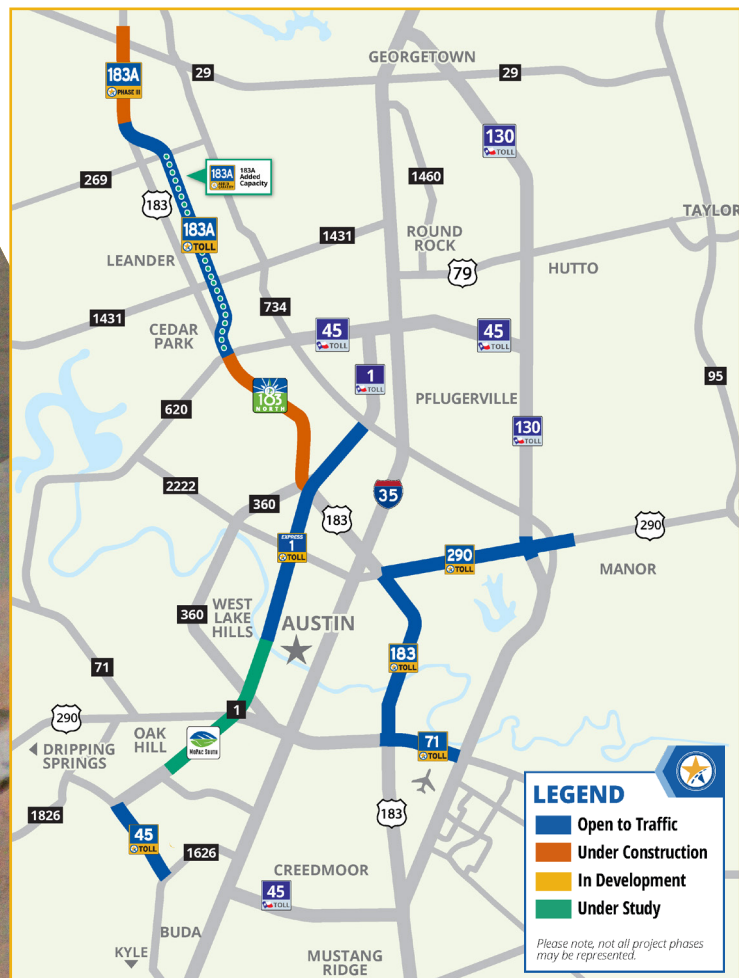 GEORGETOWN
183A
PHASE III
29
29
130
TOLL
269
183A
183A
Added
Capacity
183
1460
TAYLOR
183A
TOLL
1431
ROUND
ROCK
LEANDER
79
HUTTO
1431
734
CEDAR
PARK
45
TOLL
45
TOLL
1
TOLL
95
183
NORTH
PFLUGERVILLE
620
130
TOLL
2222
360
35
183
290
EXPRESS
1
TOLL
290
TOLL
MANOR
360
WEST
LAKE
HILLS
AUSTIN
183
TOLL
71
1
290
OAK
HILL
MoPac South
71
TOLL
DRIPPING
SPRINGS
1826
45
TOLL
183
1626
CREEDMOOR
45
TOLL
BUDA
KYLE
MUSTANG
RIDGE
LEGEND
Open to Traffic
Under Construction
In Development
Under Study
Please note, not all project phases
may be represented.